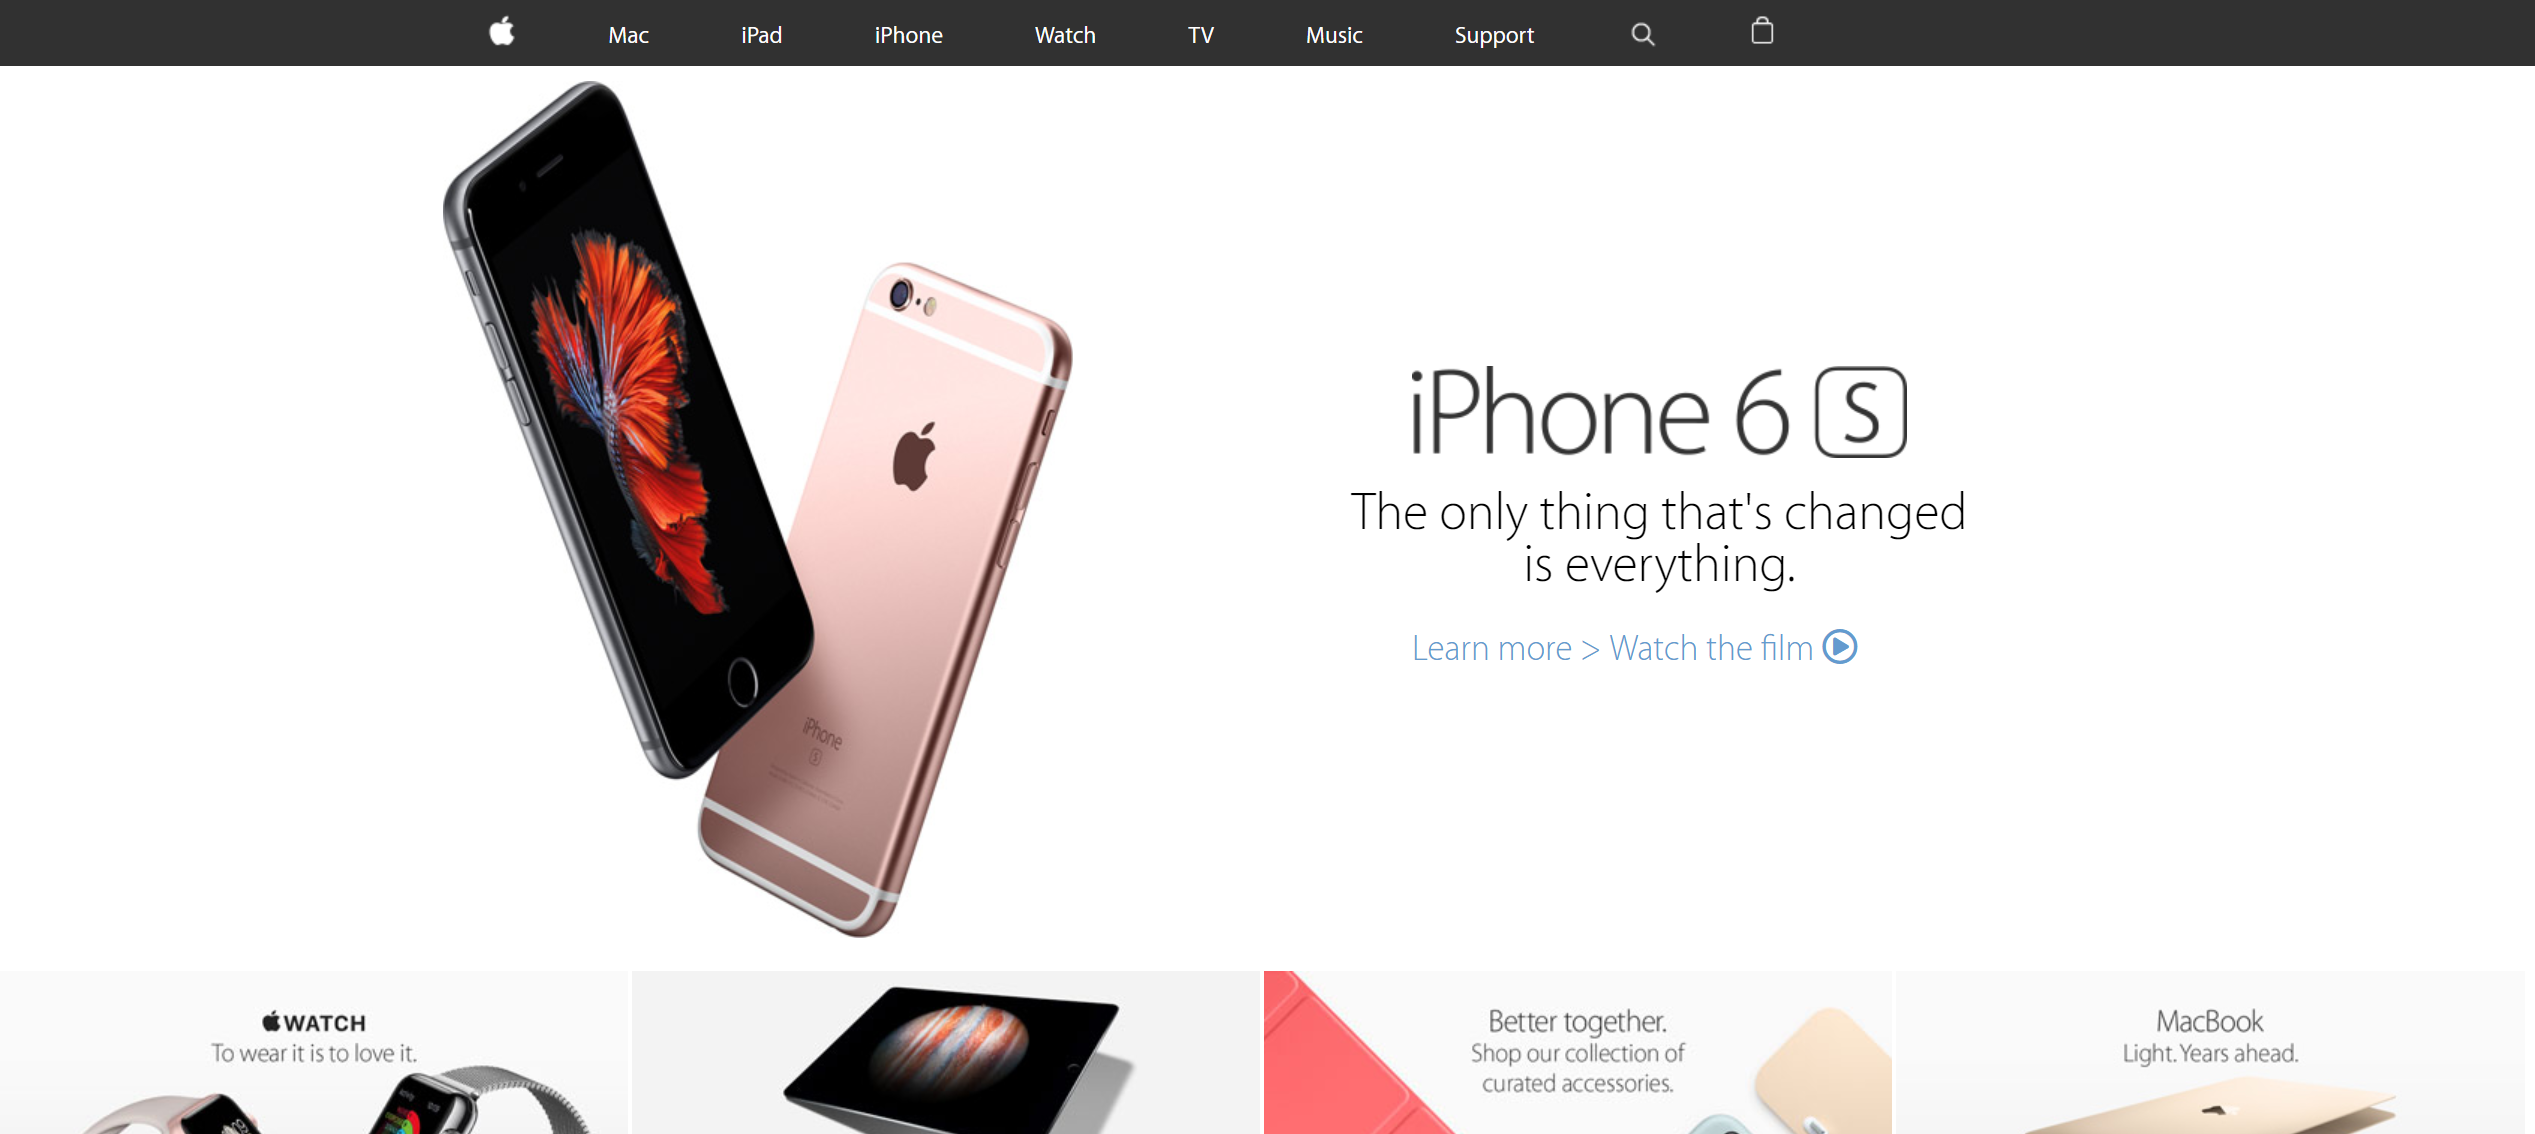 Mac iPad iPhone Watch TV Music Support
iPhone 6 S
The only thing that's changed
is everything.
Learn more > Watch the film
iPhone
S
WATCH
To wear it is to love it.
Better together.
Shop our collection of
curated accessories.
MacBook
Light. Years ahead.